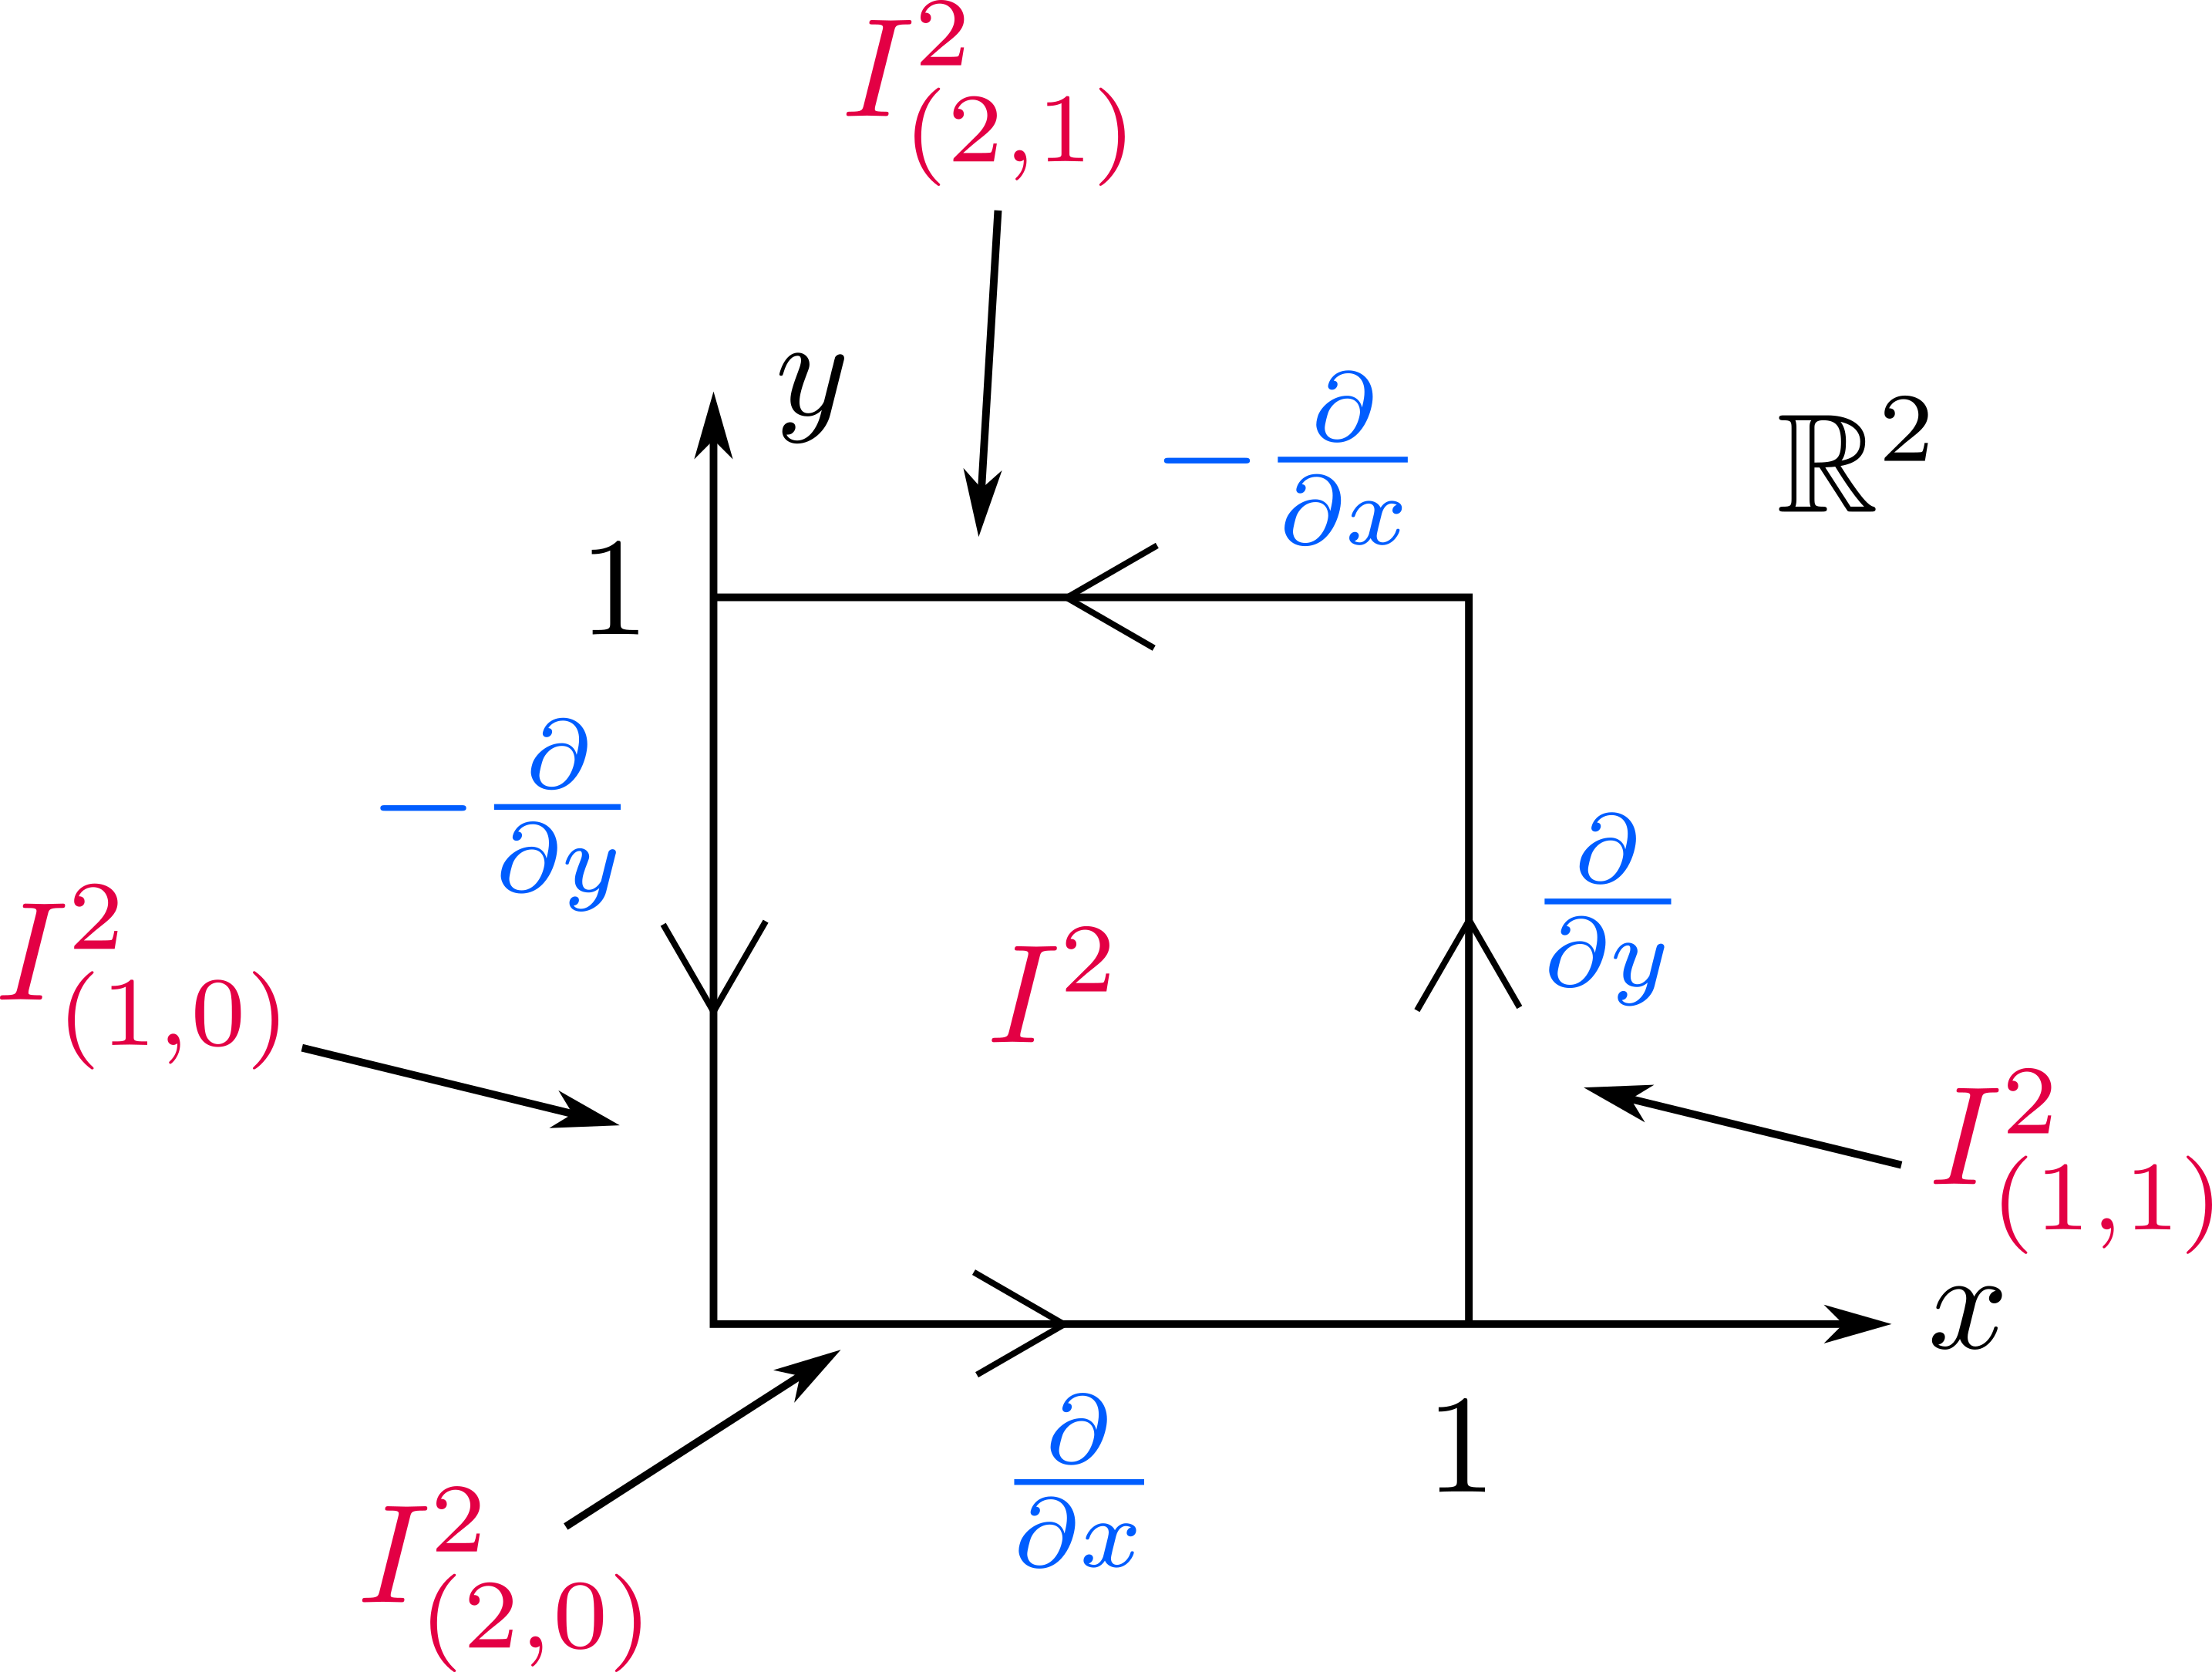 I²₍₂,₁₎
y
−∂/∂x
ℝ²
1
−∂/∂y
∂/∂y
I²₍₁,₀₎
I²
I²₍₁,₁₎
x
∂/∂x
1
I²₍₂,₀₎